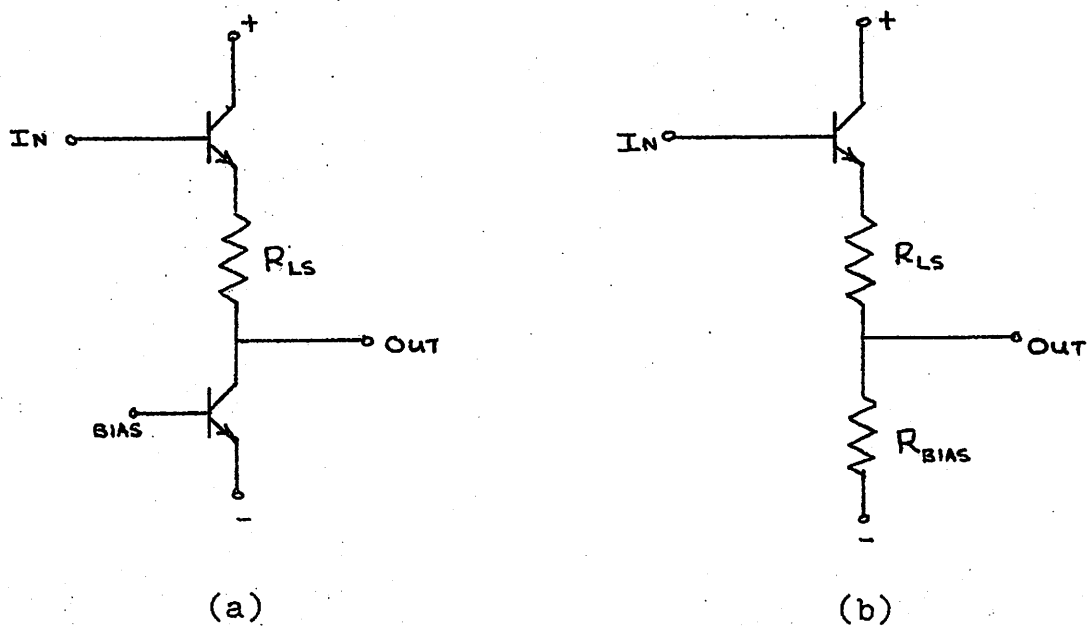 +
IN
RLS
OUT
BIAS
-
(a)
+
IN
RLS
OUT
RBIAS
-
(b)